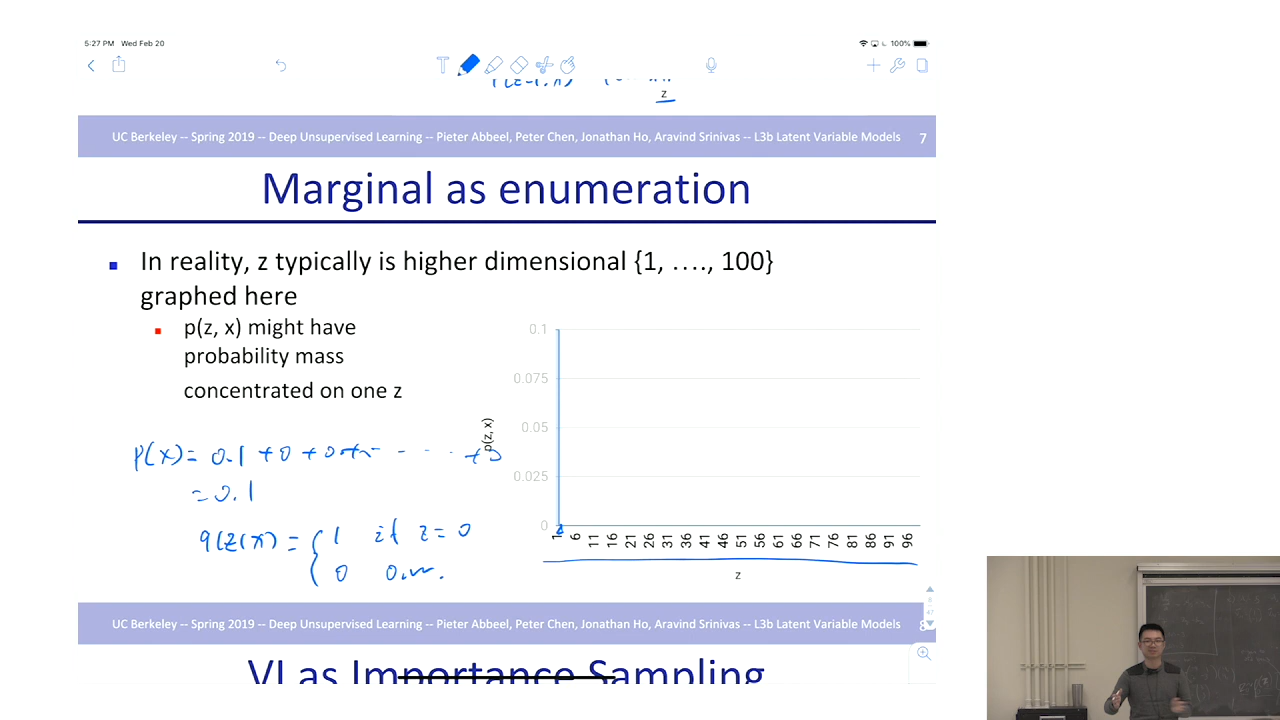 5:27 PM Wed Feb 20
100%
z
UC Berkeley -- Spring 2019 -- Deep Unsupervised Learning -- Pieter Abbeel, Peter Chen, Jonathan Ho, Aravind Srinivas -- L3b Latent Variable Models 7
Marginal as enumeration
In reality, z typically is higher dimensional {1, …., 100}
graphed here
p(z, x) might have
probability mass
concentrated on one z
p(x) = 0.1 + 0 + 0 + - - - - + 0
= 0.1
q(z|x) = { 1 if z = 0
0 o.w.
0.1
0.075
0.05
0.025
0
p(z, x)
1 6 11 16 21 26 31 36 41 46 51 56 61 66 71 76 81 86 91 96
z
UC Berkeley -- Spring 2019 -- Deep Unsupervised Learning -- Pieter Abbeel, Peter Chen, Jonathan Ho, Aravind Srinivas -- L3b Latent Variable Models 8
VI as Importance Sampling